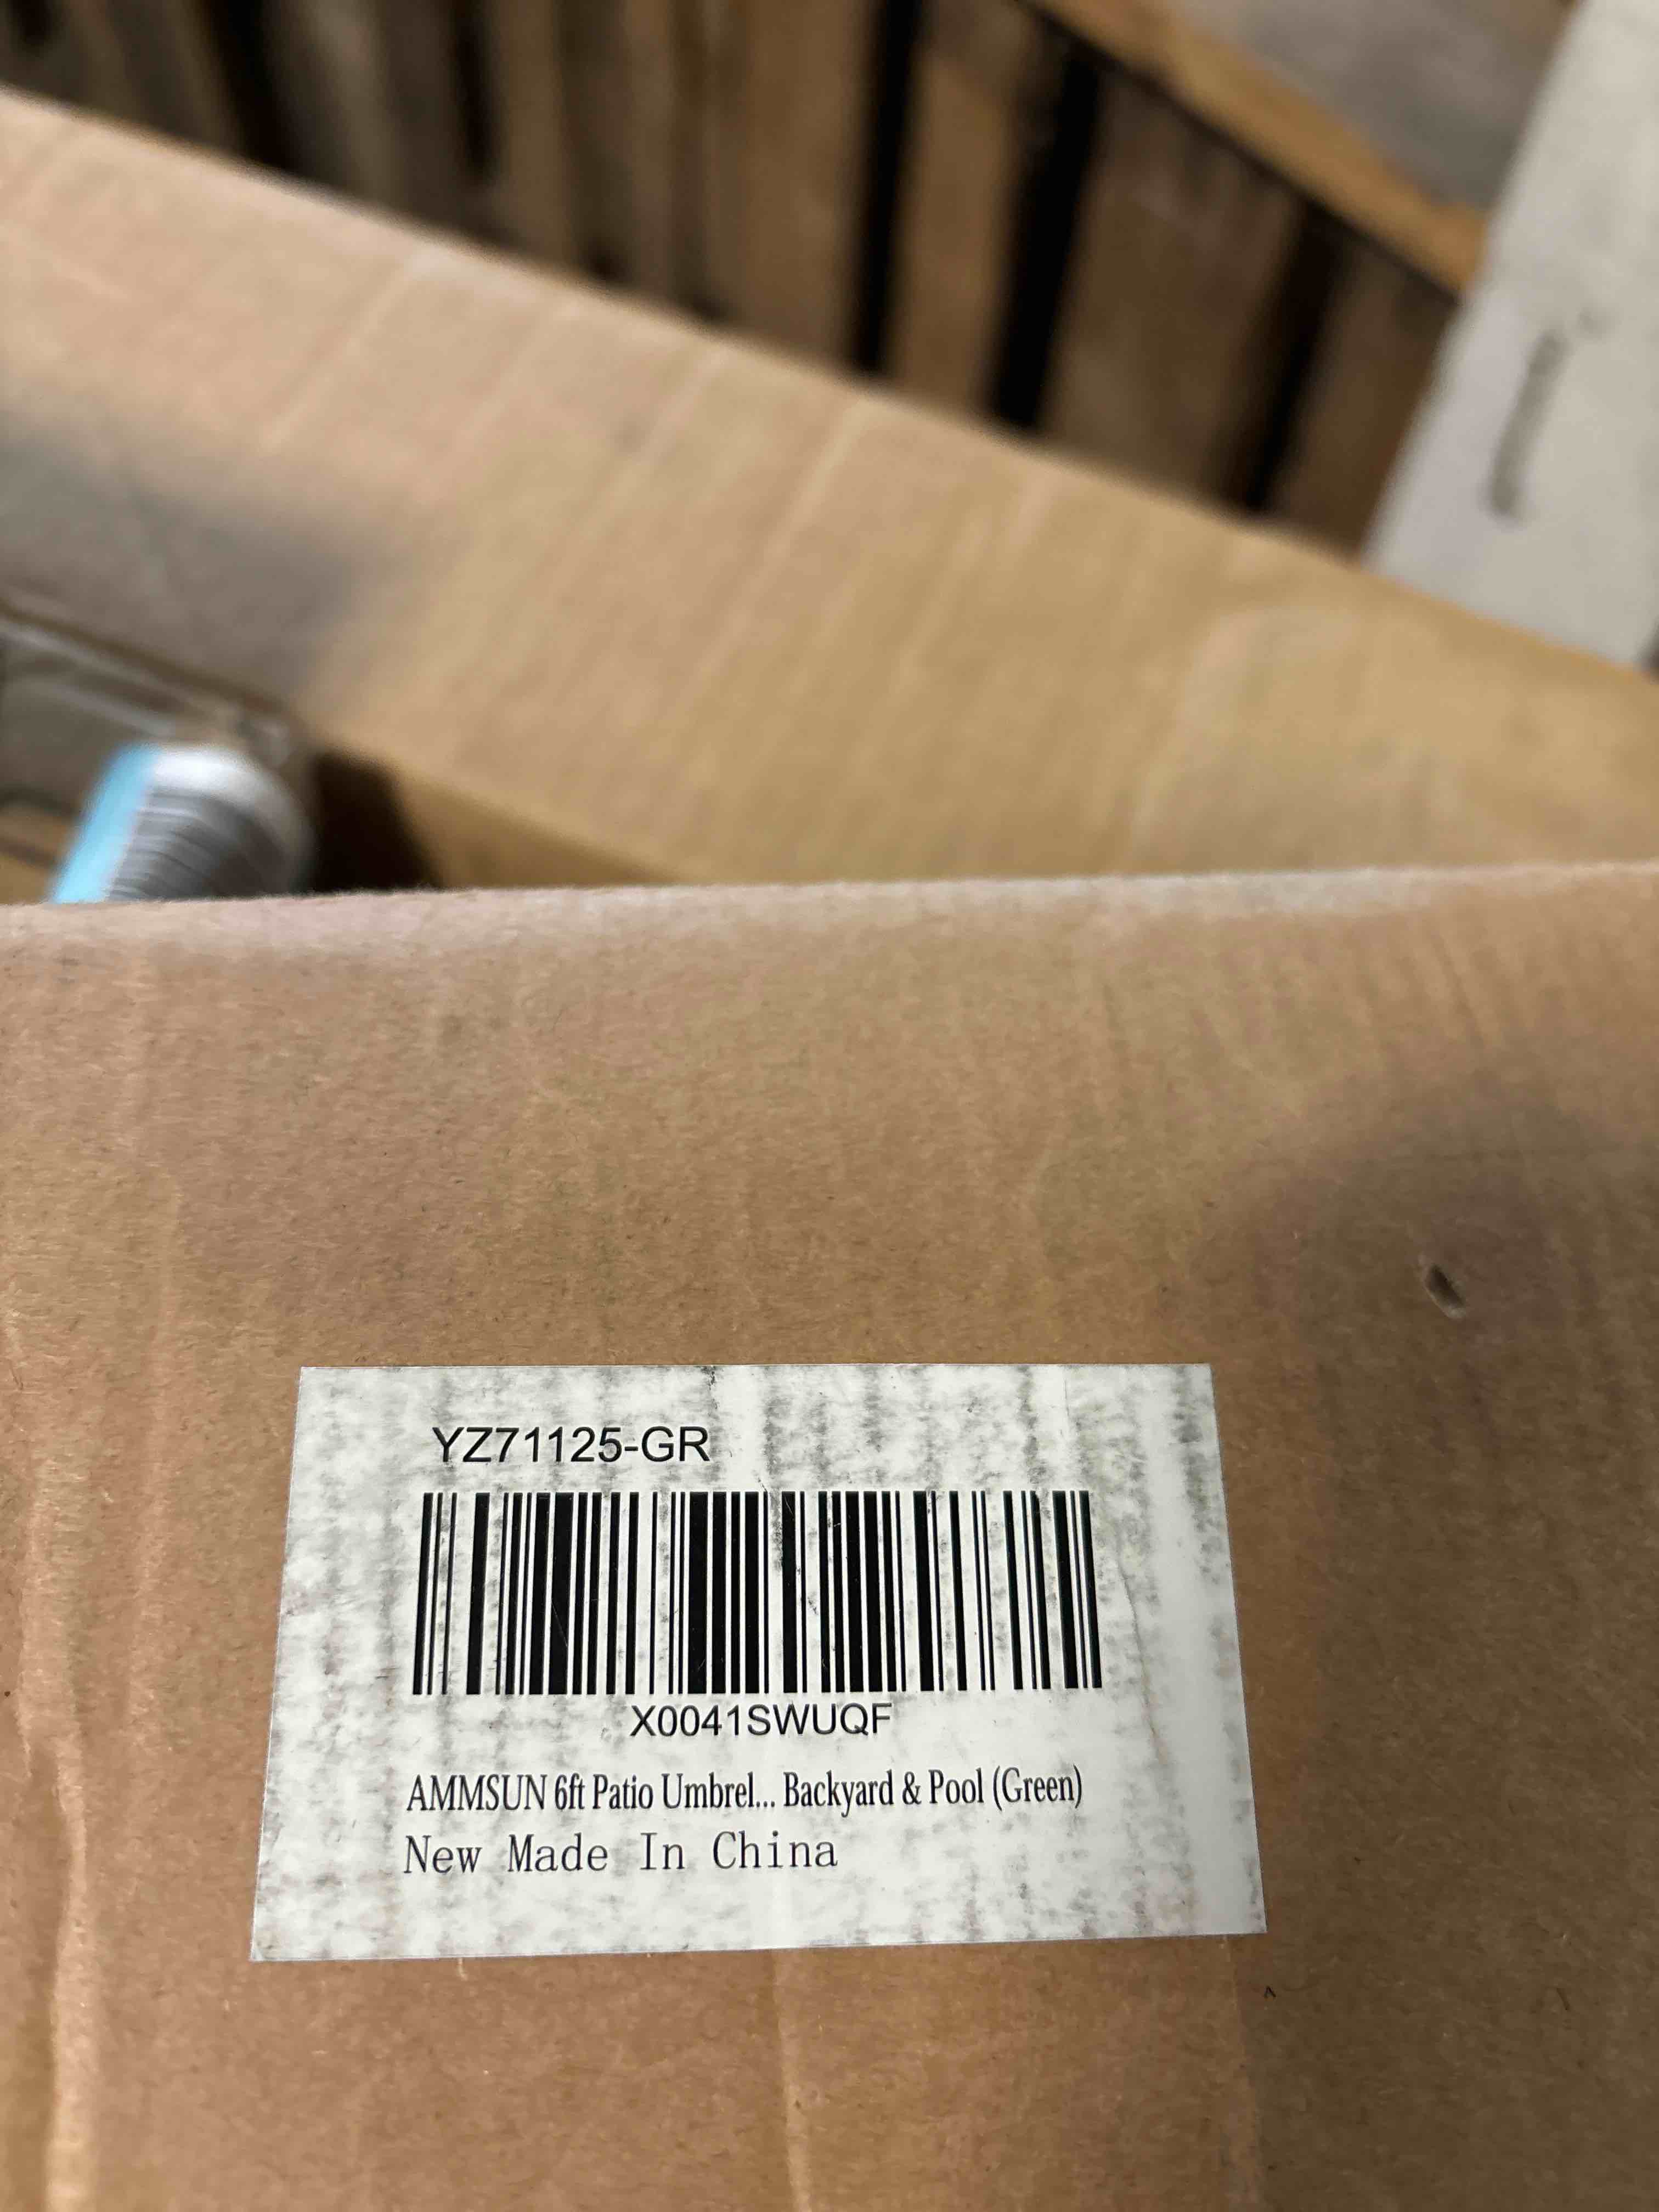 YZ71125-GR
X0041SWUQF
AMMSUN 6ft Patio Umbrel... Backyard & Pool (Green)
New Made In China